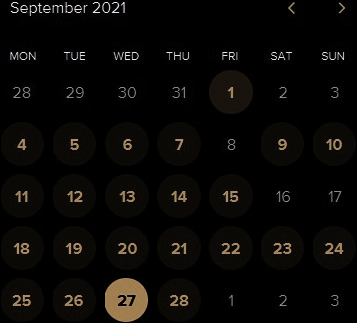 September 2021
MON TUE WED THU FRI SAT SUN
28 29 30 31 1 2 3
4 5 6 7 8 9 10
11 12 13 14 15 16 17
18 19 20 21 22 23 24
25 26 27 28 1 2 3